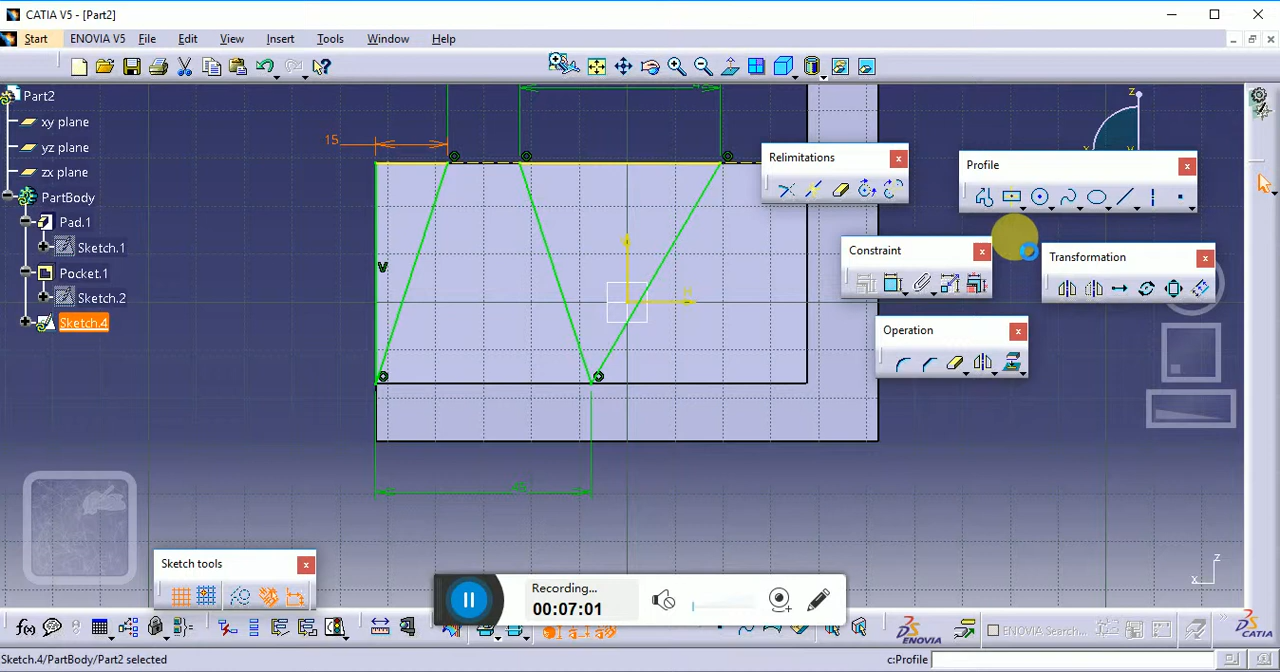 CATIA V5 - [Part2]
Start ENOVIA V5 File Edit View Insert Tools Window Help
Part2
xy plane
yz plane
zx plane
PartBody
Pad.1
Sketch.1
Pocket.1
Sketch.2
Sketch.4
15
V
z
Relimitations
Profile
Constraint
Transformation
Operation
Sketch tools
Recording...
00:07:01
z
x
f(x)
ENOVIA
ENOVIA Search...
CATIA
Sketch.4/PartBody/Part2 selected
c:Profile